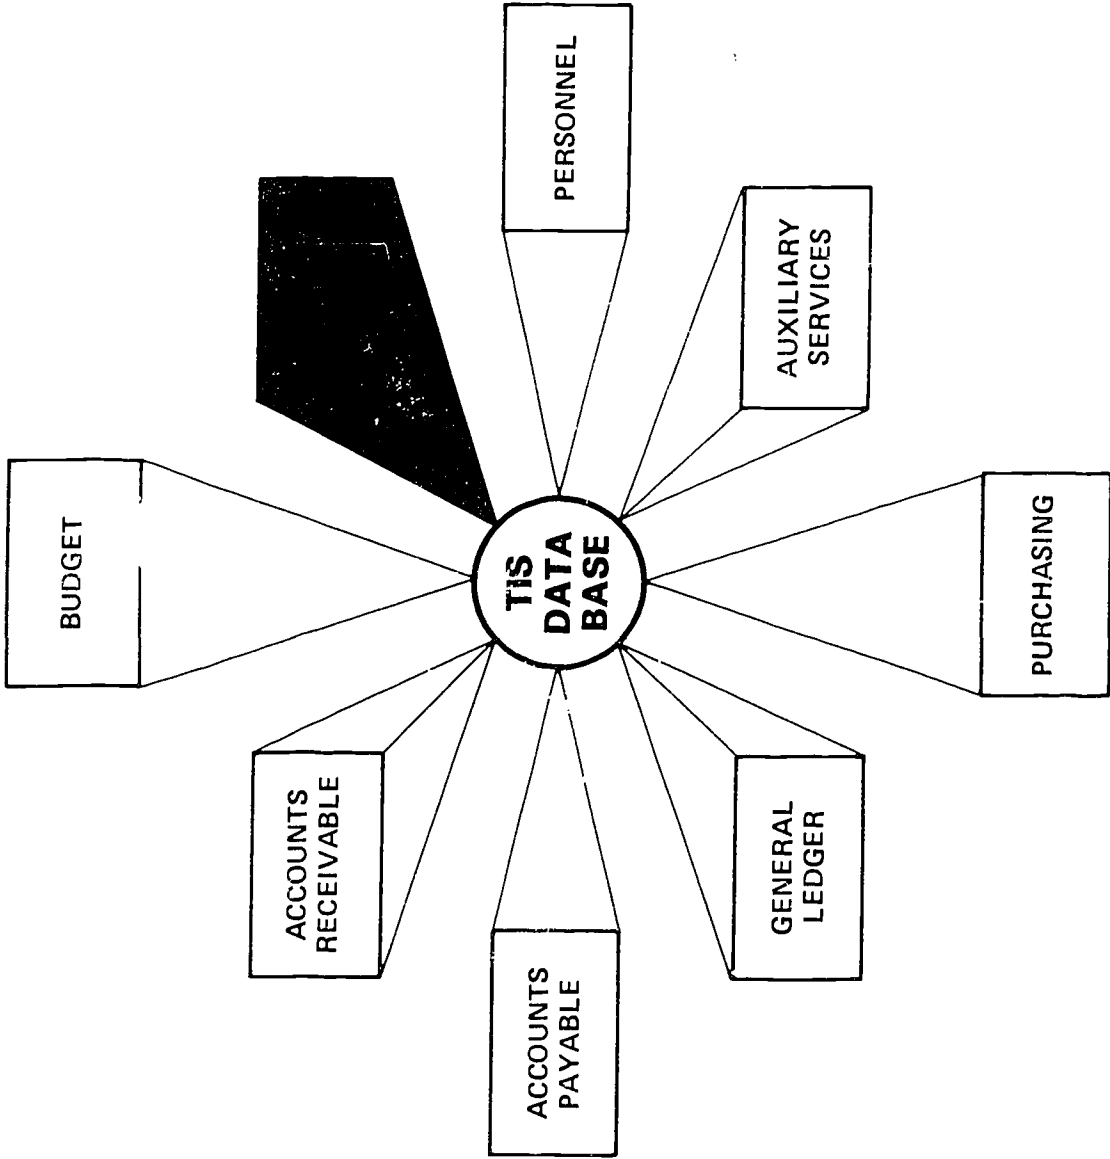 BUDGET
PERSONNEL
ACCOUNTS
RECEIVABLE
TIS
DATA
BASE
AUXILIARY
SERVICES
ACCOUNTS
PAYABLE
GENERAL
LEDGER
PURCHASING